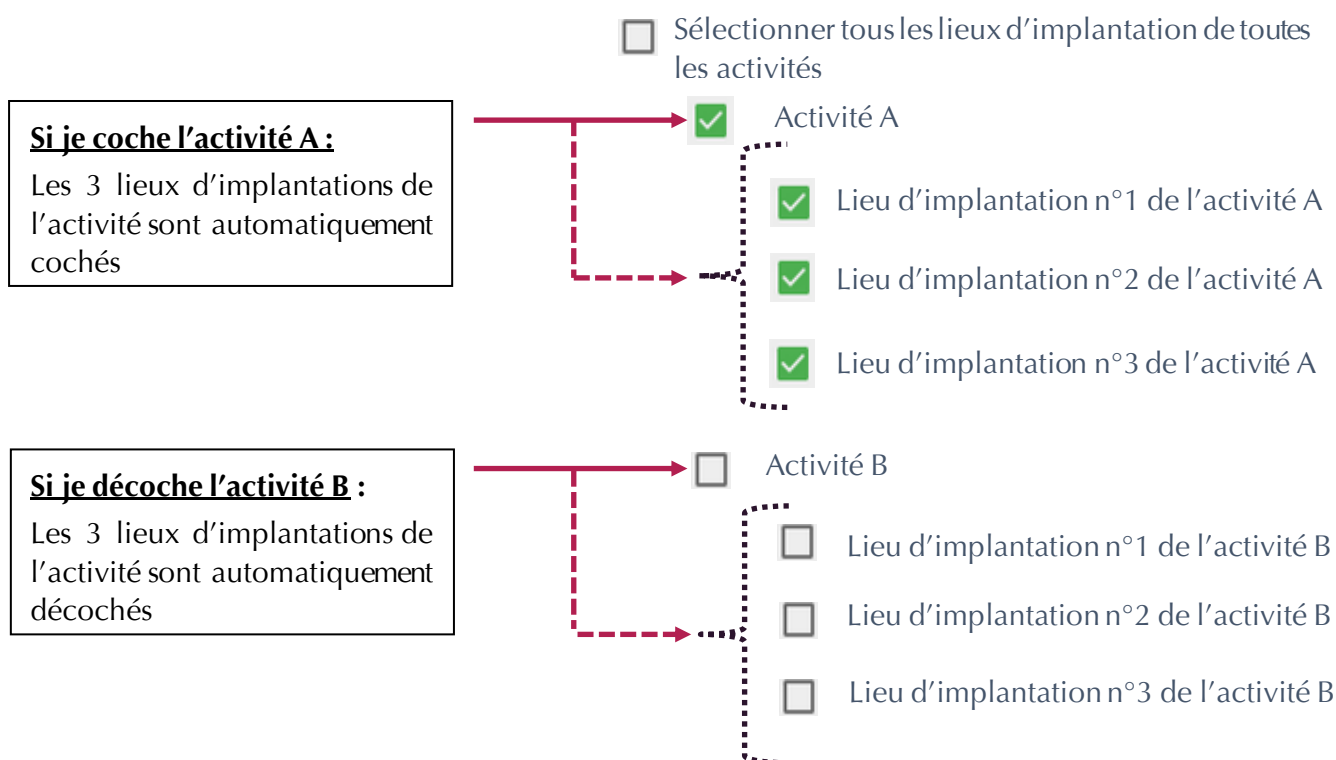 Sélectionner tous les lieux d'implantation de toutes
les activités
Si je coche l'activité A :
Les 3 lieux d'implantations de
l'activité sont automatiquement
cochés
Activité A
Lieu d'implantation n°1 de l'activité A
Lieu d'implantation n°2 de l'activité A
Lieu d'implantation n°3 de l'activité A
Si je décoche l'activité B :
Les 3 lieux d'implantations de
l'activité sont automatiquement
décochés
Activité B
Lieu d'implantation n°1 de l'activité B
Lieu d'implantation n°2 de l'activité B
Lieu d'implantation n°3 de l'activité B